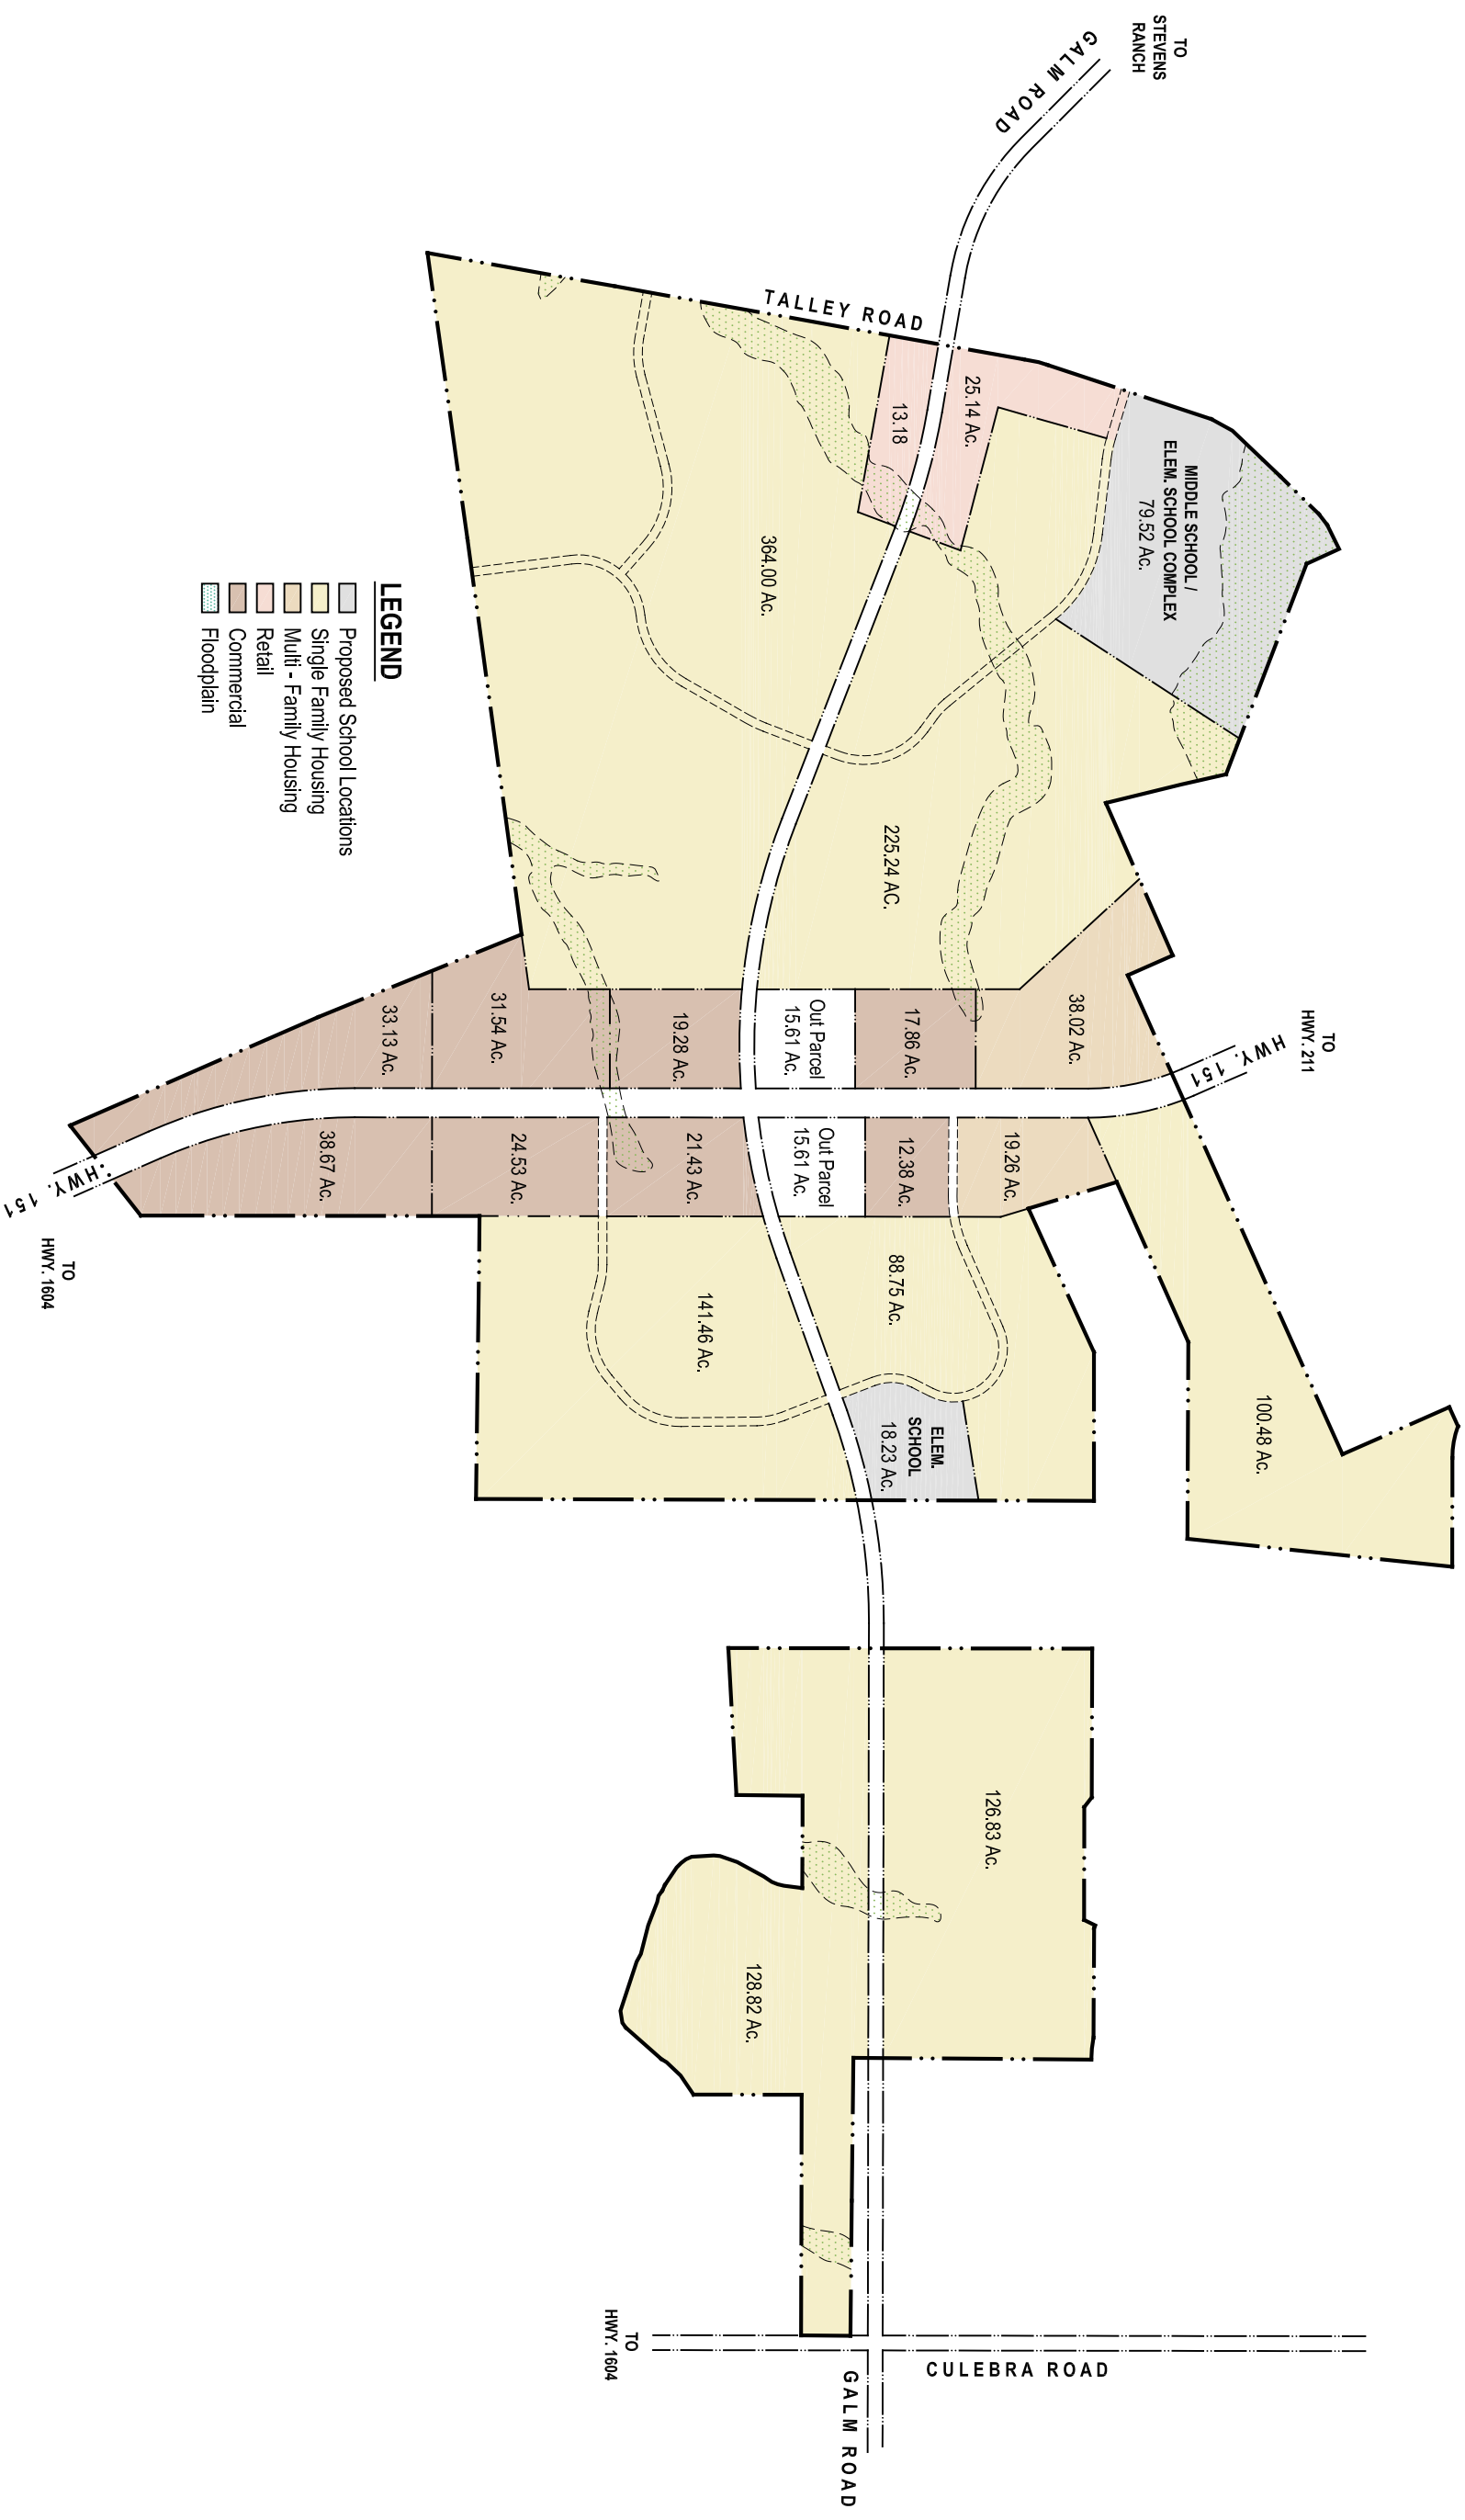 TO
STEVENS
RANCH
GALM ROAD
TALLEY ROAD
25.14 Ac.
13.18
MIDDLE SCHOOL /
ELEM. SCHOOL COMPLEX
79.52 Ac.
364.00 Ac.
225.24 AC.
LEGEND
Proposed School Locations
Single Family Housing
Multi - Family Housing
Retail
Commercial
Floodplain
TO
HWY. 211
HWY. 151
38.02 Ac.
17.86 Ac.
Out Parcel
15.61 Ac.
19.28 Ac.
31.54 Ac.
33.13 Ac.
19.26 Ac.
12.38 Ac.
Out Parcel
15.61 Ac.
21.43 Ac.
24.53 Ac.
38.67 Ac.
HWY. 151
TO
HWY. 1604
88.75 Ac.
141.46 Ac.
100.48 Ac.
ELEM.
SCHOOL
18.23 Ac.
126.83 Ac.
128.82 Ac.
TO
HWY. 1604
CULEBRA ROAD
GALM ROAD